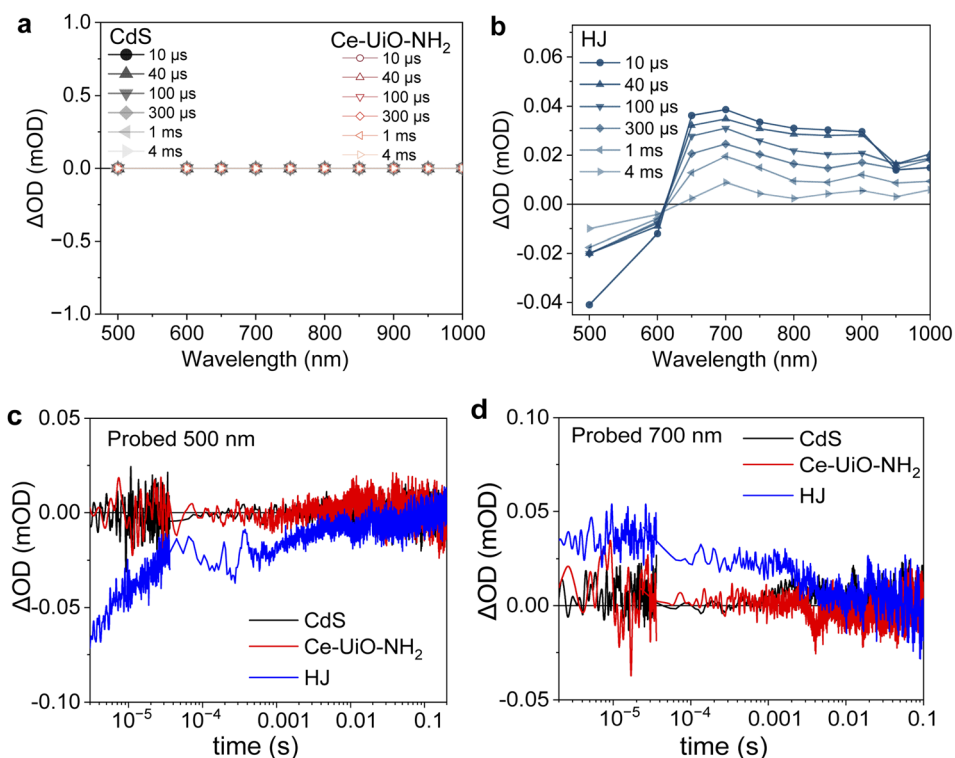 a
CdS
10 µs
40 µs
100 µs
300 µs
1 ms
4 ms
Ce-UiO-NH₂
10 µs
40 µs
100 µs
300 µs
1 ms
4 ms
1.0
0.5
0.0
-0.5
-1.0
ΔOD (mOD)
500 600 700 800 900 1000
Wavelength (nm)
b
HJ
10 µs
40 µs
100 µs
300 µs
1 ms
4 ms
0.06
0.04
0.02
0.00
-0.02
-0.04
ΔOD (mOD)
500 600 700 800 900 1000
Wavelength (nm)
c
Probed 500 nm
CdS
Ce-UiO-NH₂
HJ
0.05
0.00
-0.05
-0.10
ΔOD (mOD)
10⁻⁵ 10⁻⁴ 0.001 0.01 0.1
time (s)
d
Probed 700 nm
CdS
Ce-UiO-NH₂
HJ
0.10
0.05
0.00
-0.05
ΔOD (mOD)
10⁻⁵ 10⁻⁴ 0.001 0.01 0.1
time (s)